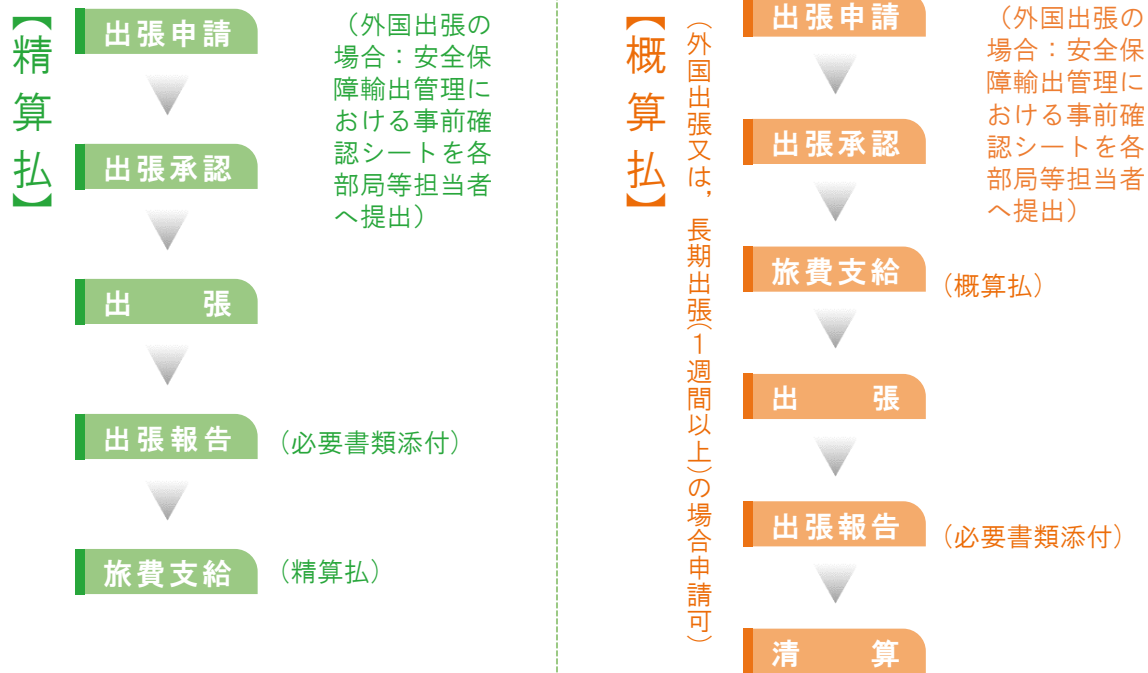 【精算払】
出張申請
（外国出張の
場合：安全保
障輸出管理に
おける事前確
認シートを各
部局等担当者
へ提出）
出張承認
出　　張
出張報告
（必要書類添付）
旅費支給
（精算払）
【概算払】
（外国出張又は，長期出張（１週間以上）の場合申請可）
出張申請
（外国出張の
場合：安全保
障輸出管理に
おける事前確
認シートを各
部局等担当者
へ提出）
出張承認
旅費支給
（概算払）
出　　張
出張報告
（必要書類添付）
清　　算